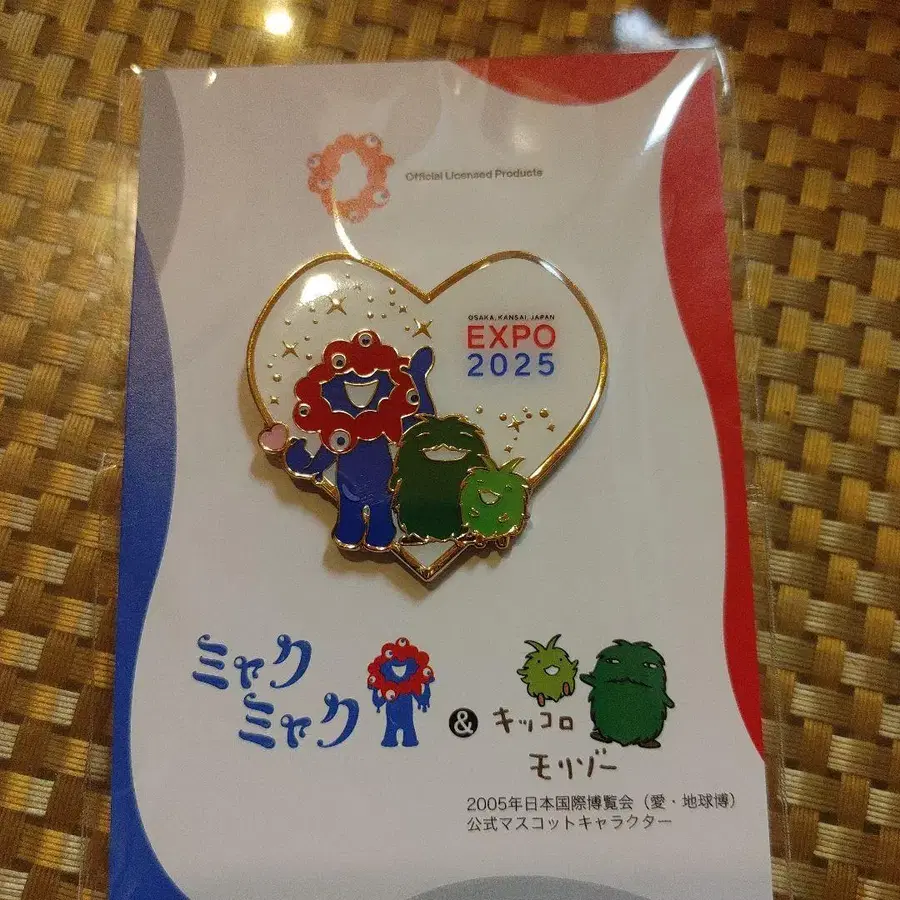 Official Licensed Products
OSAKA, KANSAI, JAPAN
EXPO
2025
ミャク
ミャク
&
キッコロ
モリゾー
2005年日本国際博覧会（愛・地球博）
公式マスコットキャラクター